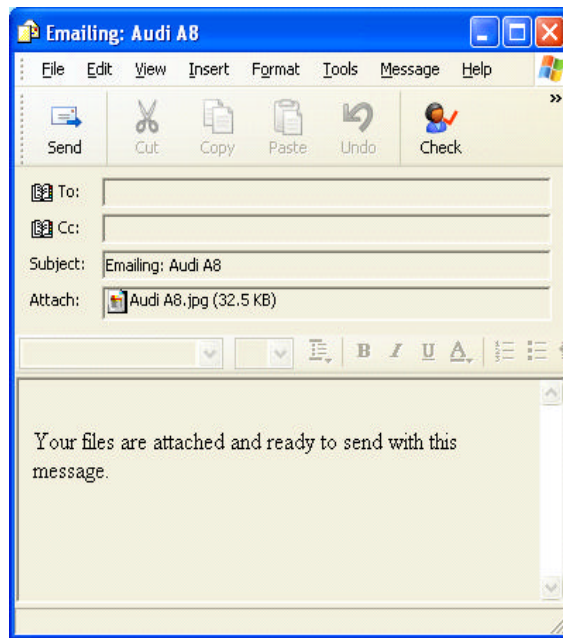 Emailing: Audi A8
File Edit View Insert Format Tools Message Help
»
Send Cut Copy Paste Undo Check
To:
Cc:
Subject: Emailing: Audi A8
Attach: Audi A8.jpg (32.5 KB)
B I U A
Your files are attached and ready to send with this
message.